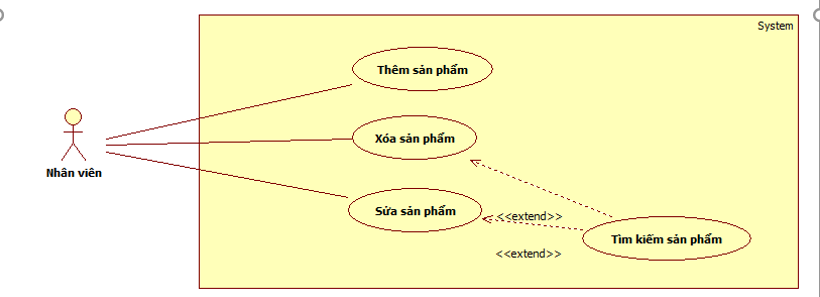 System
Thêm sản phẩm
Xóa sản phẩm
Nhân viên
Sửa sản phẩm
<<extend>>
Tìm kiếm sản phẩm
<<extend>>